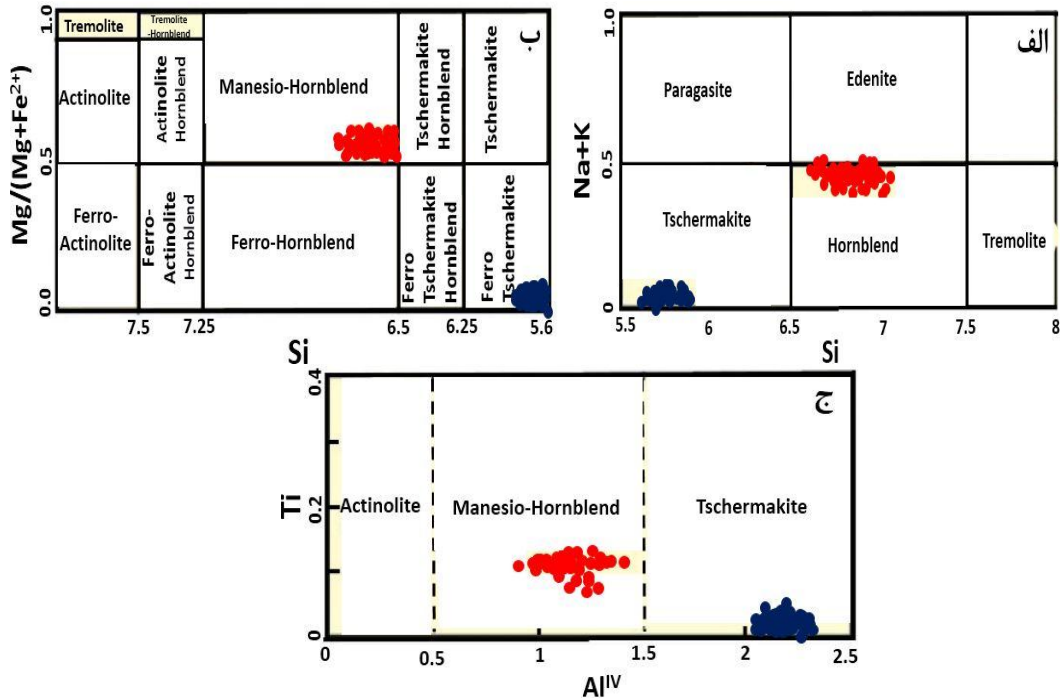 ب
1.0
0.5
0.0
Mg/(Mg+Fe²⁺)
Tremolite
Tremolite
-Hornblend
Actinolite
Actinolite
Hornblend
Manesio-Hornblend
Tschermakite
Hornblend
Tschermakite
Ferro-
Actinolite
Ferro-
Actinolite
Hornblend
Ferro-Hornblend
Ferro
Tschermakite
Hornblend
Ferro
Tschermakite
7.5
7.25
6.5
6.25
5.6
Si
الف
1.0
0.5
0
Na+K
Paragasite
Edenite
Tschermakite
Hornblend
Tremolite
5.5
6
6.5
7
7.5
8
Si
ج
0.4
0.2
0
Ti
Actinolite
Manesio-Hornblend
Tschermakite
0
0.5
1
1.5
2
2.5
Alᴵⱽ